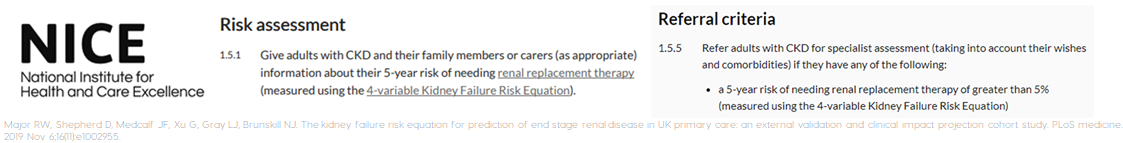 NICE
National Institute for
Health and Care Excellence
Risk assessment
1.5.1 Give adults with CKD and their family members or carers (as appropriate)
information about their 5-year risk of needing renal replacement therapy
(measured using the 4-variable Kidney Failure Risk Equation).
Referral criteria
1.5.5 Refer adults with CKD for specialist assessment (taking into account their wishes
and comorbidities) if they have any of the following:
• a 5-year risk of needing renal replacement therapy of greater than 5%
(measured using the 4-variable Kidney Failure Risk Equation)
Major RW, Shepherd D, Medcalf JF, Xu G, Gray LJ, Brunskill NJ. The kidney failure risk equation for prediction of end stage renal disease in UK primary care: an external validation and clinical impact projection cohort study. PLoS medicine.
2019 Nov 6;16(11):e1002955.